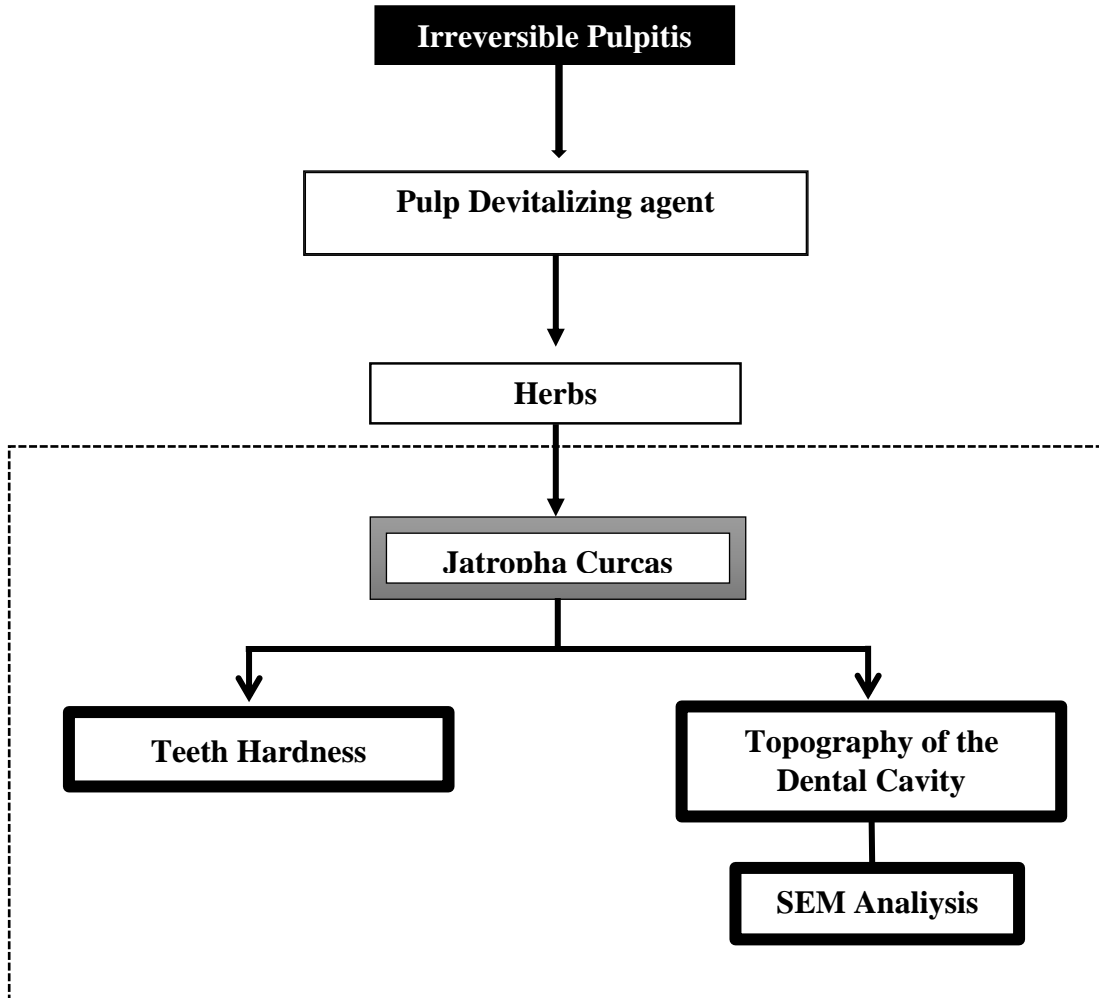 Irreversible Pulpitis
Pulp Devitalizing agent
Herbs
Jatropha Curcas
Teeth Hardness
Topography of the
Dental Cavity
SEM Analiysis